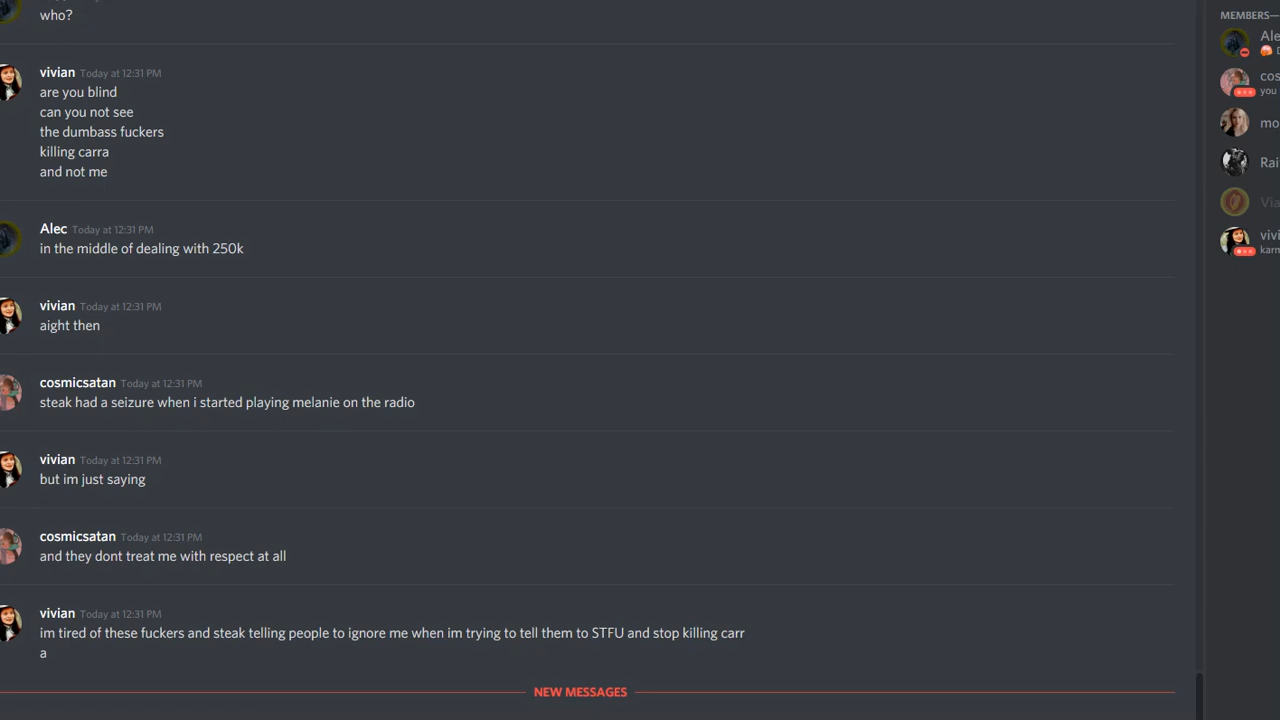 who?
MEMBERS—
vivian Today at 12:31 PM
are you blind
can you not see
the dumbass fuckers
killing carra
and not me
Alec Today at 12:31 PM
in the middle of dealing with 250k
vivian Today at 12:31 PM
aight then
cosmicsatan Today at 12:31 PM
steak had a seizure when i started playing melanie on the radio
vivian Today at 12:31 PM
but im just saying
cosmicsatan Today at 12:31 PM
and they dont treat me with respect at all
vivian Today at 12:31 PM
im tired of these fuckers and steak telling people to ignore me when im trying to tell them to STFU and stop killing carr
a
NEW MESSAGES
Ale
cos
you
mo
Rai
Via
vivi
karm